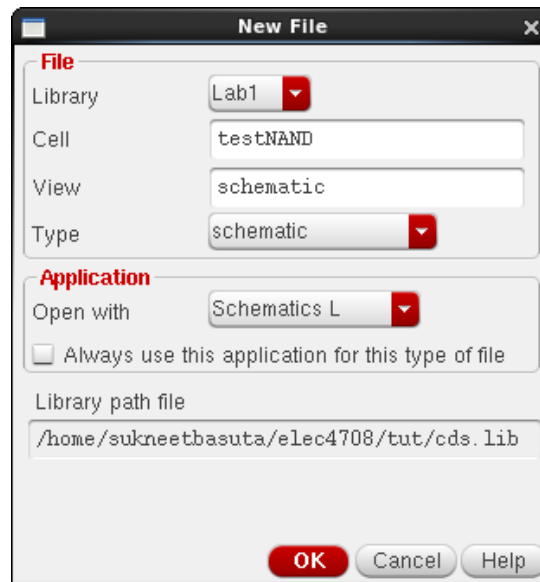 New File
File
Library Lab1
Cell testNAND
View schematic
Type schematic
Application
Open with Schematics L
Always use this application for this type of file
Library path file
/home/sukneetbasuta/elec4708/tut/cds.lib
OK Cancel Help